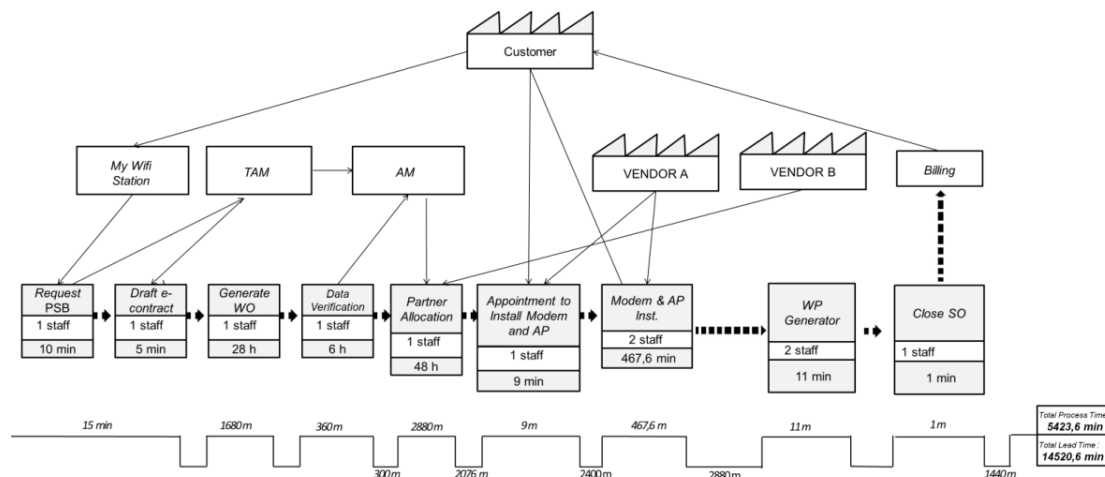 Customer
My Wifi
Station
TAM
AM
VENDOR A
VENDOR B
Billing
Request
PSB
1 staff
10 min
Draft e-
contract
1 staff
5 min
Generate
WO
1 staff
28 h
Data
Verification
1 staff
6 h
Partner
Allocation
1 staff
48 h
Appointment to
Install Modem
and AP
1 staff
9 min
Modem & AP
Inst.
2 staff
467,6 min
WP
Generator
2 staff
11 min
Close SO
1 staff
1 min
15 min
1680m
360m
2880m
9m
467,6m
11m
1m
300m
2076m
2400m
2880m
1440m
Total Process Time
5423,6 min
Total Lead Time :
14520,6 min